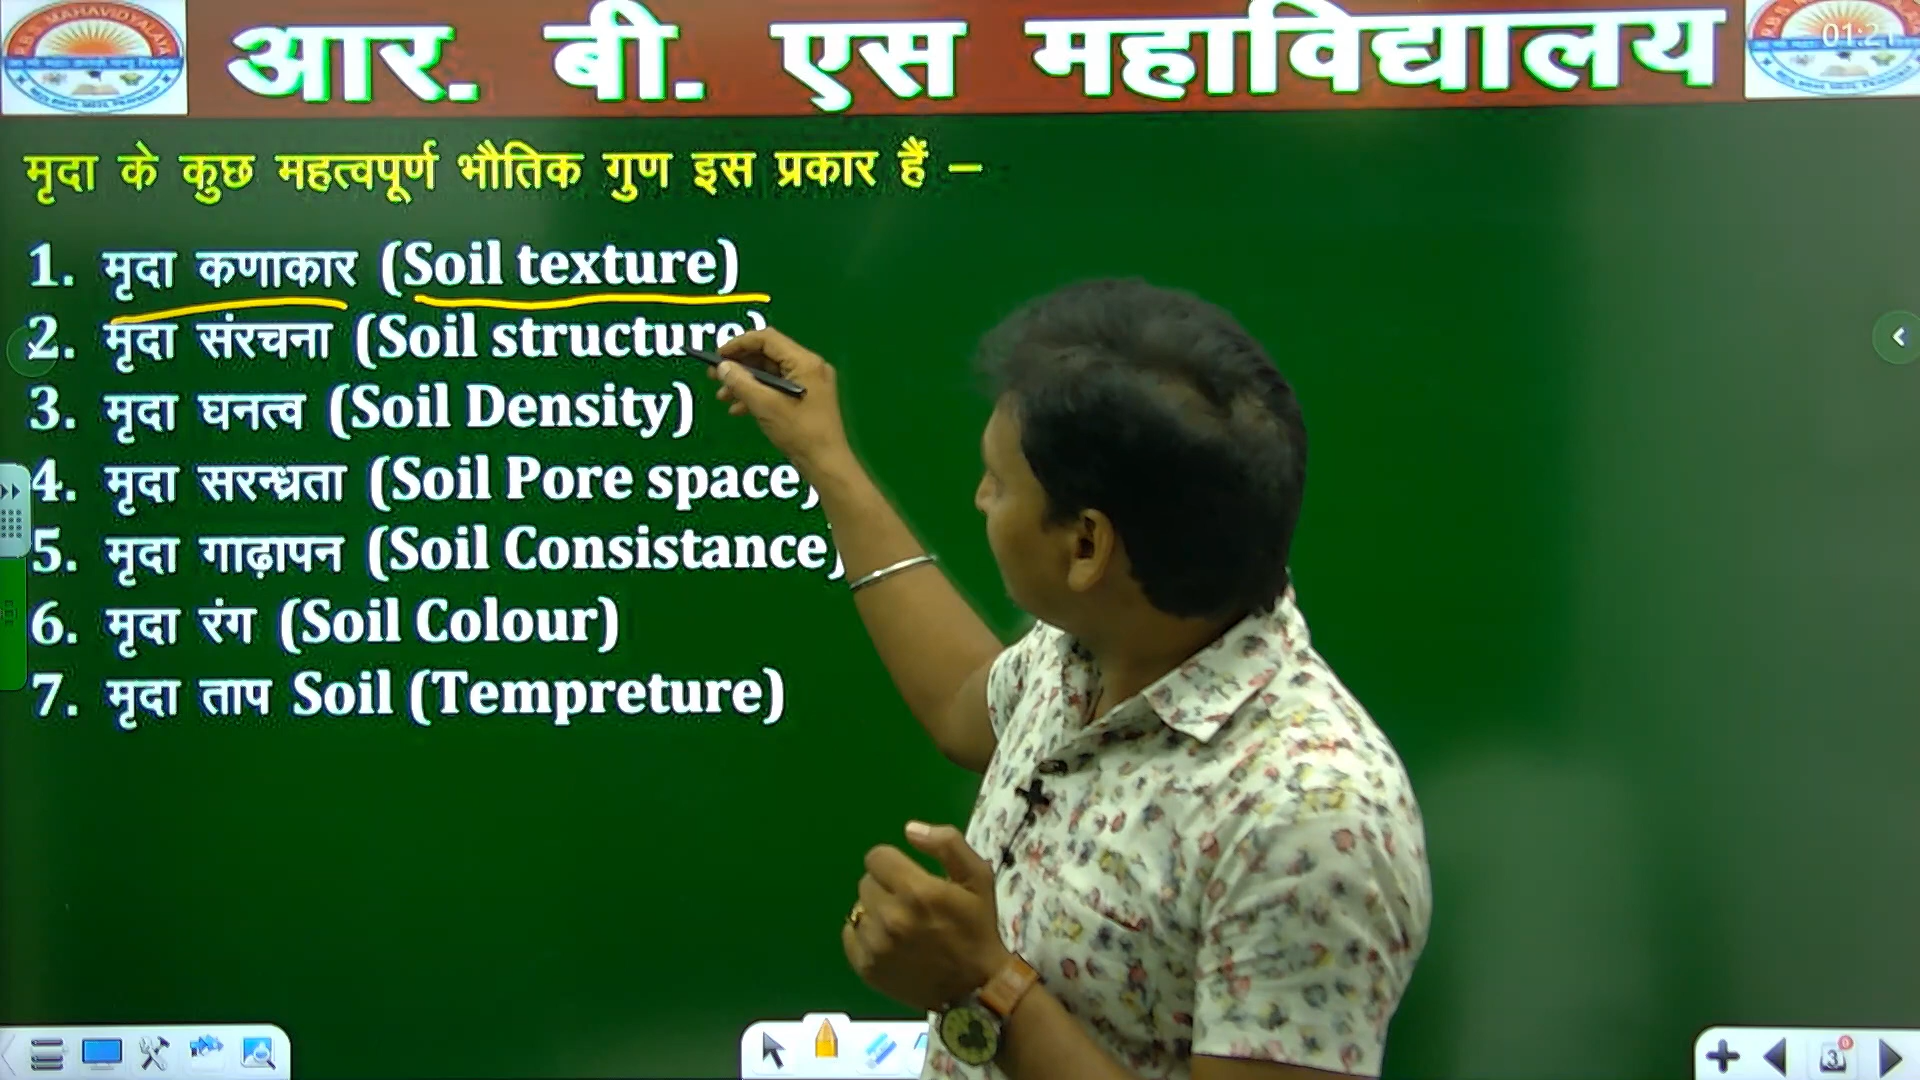 आर. बी. एस महाविद्यालय
मृदा के कुछ महत्वपूर्ण भौतिक गुण इस प्रकार हैं –
1. मृदा कणाकार (Soil texture)
2. मृदा संरचना (Soil structure)
3. मृदा घनत्व (Soil Density)
4. मृदा सरन्ध्रता (Soil Pore space)
5. मृदा गाढ़ापन (Soil Consistance)
6. मृदा रंग (Soil Colour)
7. मृदा ताप Soil (Tempreture)
3